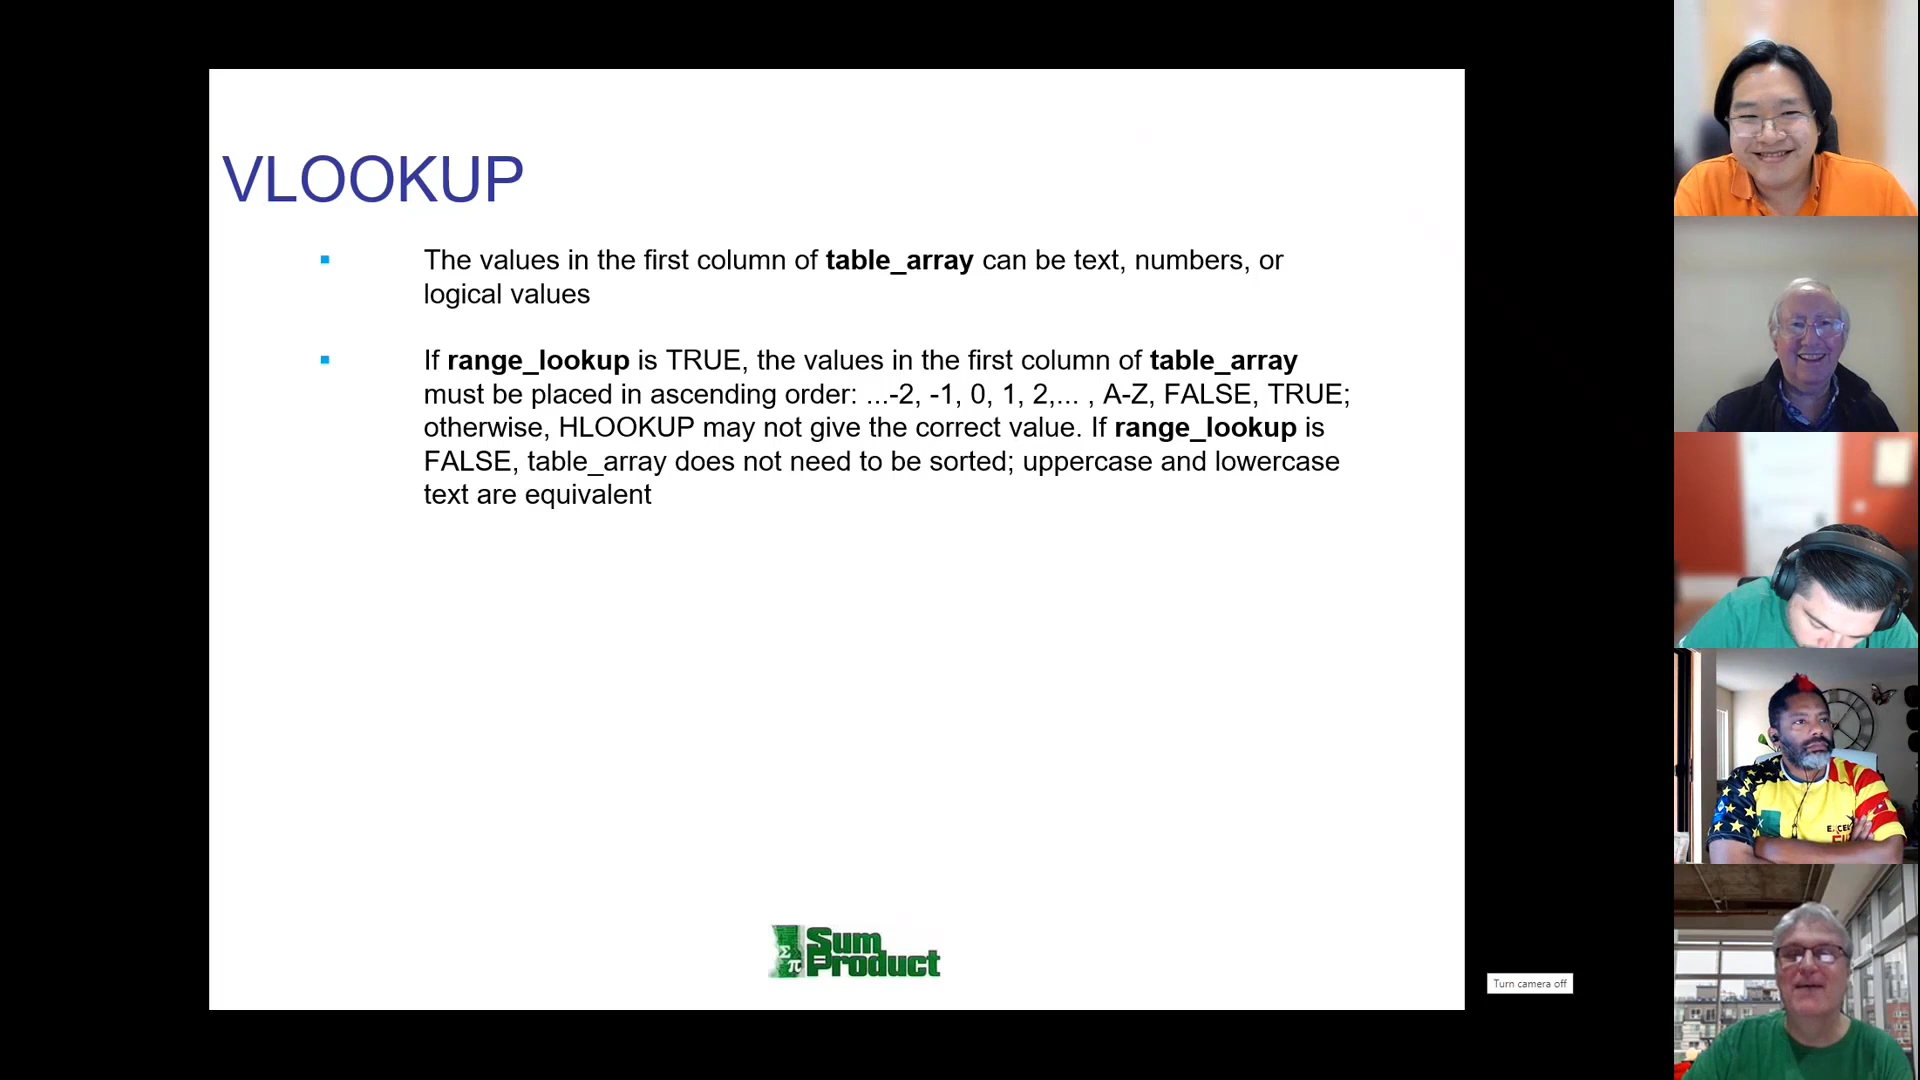 VLOOKUP
▪ The values in the first column of table_array can be text, numbers, or
logical values
▪ If range_lookup is TRUE, the values in the first column of table_array
must be placed in ascending order: ...-2, -1, 0, 1, 2,... , A-Z, FALSE, TRUE;
otherwise, HLOOKUP may not give the correct value. If range_lookup is
FALSE, table_array does not need to be sorted; uppercase and lowercase
text are equivalent
Σ
π =
Sum
Product
Turn camera off